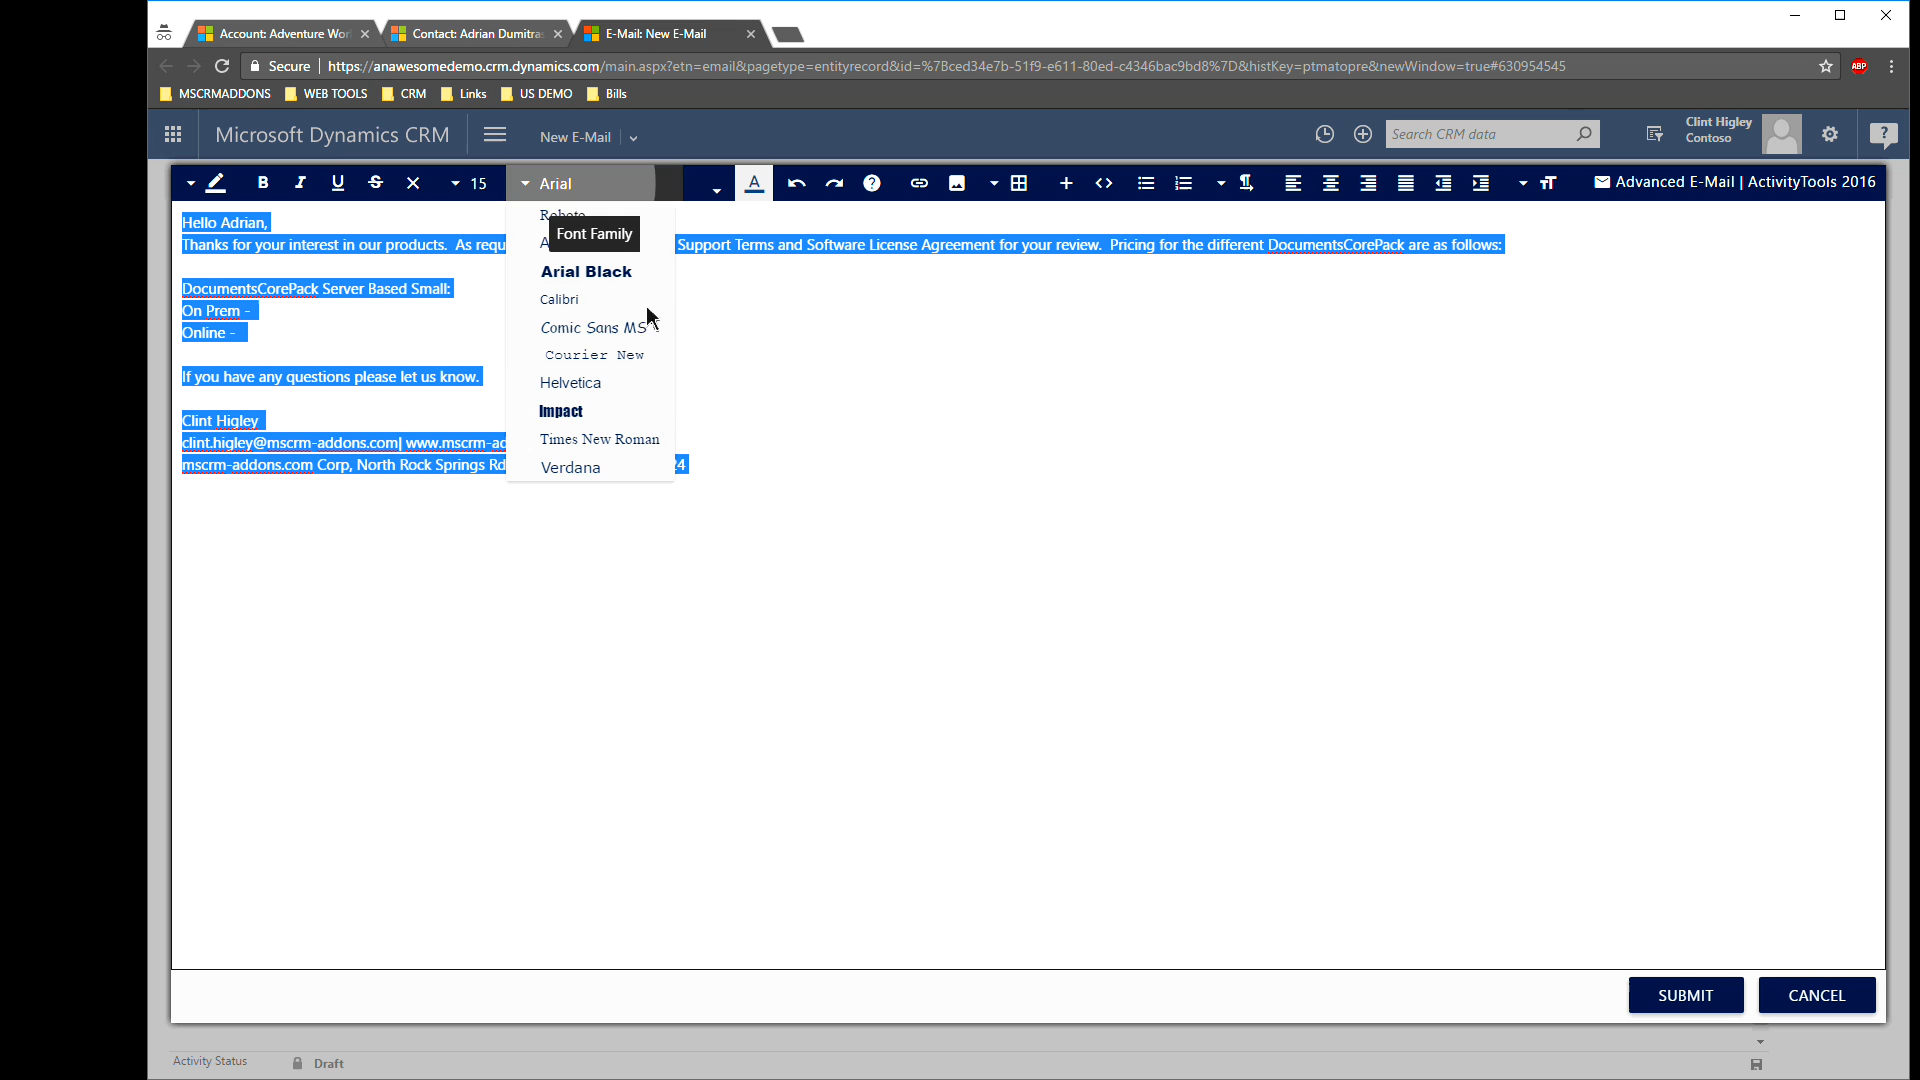 Account: Adventure Wor
Contact: Adrian Dumitra
E-Mail: New E-Mail
Secure
https://anawesomedemo.crm.dynamics.com/main.aspx?etn=email&pagetype=entityrecord&id=%7Bced34e7b-51f9-e611-80ed-c4346bac9bd8%7D&histKey=ptmatopre&newWindow=true#630954545
ABP
MSCRMADDONS WEB TOOLS CRM Links US DEMO Bills
Microsoft Dynamics CRM
New E-Mail
Search CRM data
Clint Higley
Contoso
15
Arial
Advanced E-Mail | ActivityTools 2016
Roboto
Font Family
Arial Black
Calibri
Comic Sans MS
Courier New
Helvetica
Impact
Times New Roman
Verdana
Hello Adrian,
Thanks for your interest in our products. As requ Support Terms and Software License Agreement for your review. Pricing for the different DocumentsCorePack are as follows:
DocumentsCorePack Server Based Small:
On Prem -
Online -
If you have any questions please let us know.
Clint Higley
clint.higley@mscrm-addons.com| www.mscrm-ad
mscrm-addons.com Corp, North Rock Springs Rd 24
SUBMIT
CANCEL
Activity Status
Draft